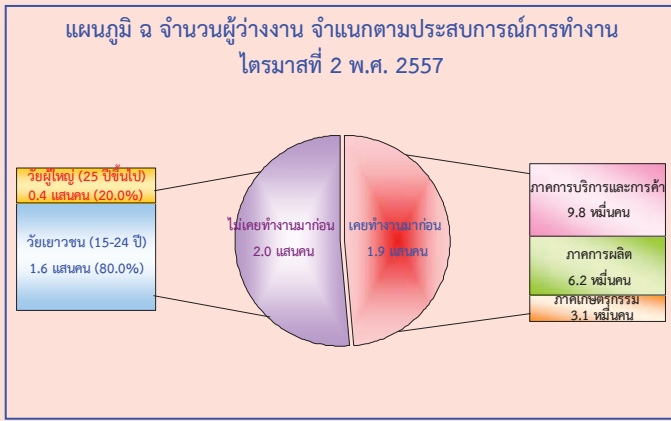 แผนภูมิ ฉ จำนวนผู้ว่างงาน จำแนกตามประสบการณ์การทำงาน
ไตรมาสที่ 2 พ.ศ. 2557
วัยผู้ใหญ่ (25 ปีขึ้นไป)
0.4 แสนคน (20.0%)
วัยเยาวชน (15-24 ปี)
1.6 แสนคน (80.0%)
ไม่เคยทำงานมาก่อน
2.0 แสนคน
เคยทำงานมาก่อน
1.9 แสนคน
ภาคการบริการและการค้า
9.8 หมื่นคน
ภาคการผลิต
6.2 หมื่นคน
ภาคเกษตรกรรม
3.1 หมื่นคน